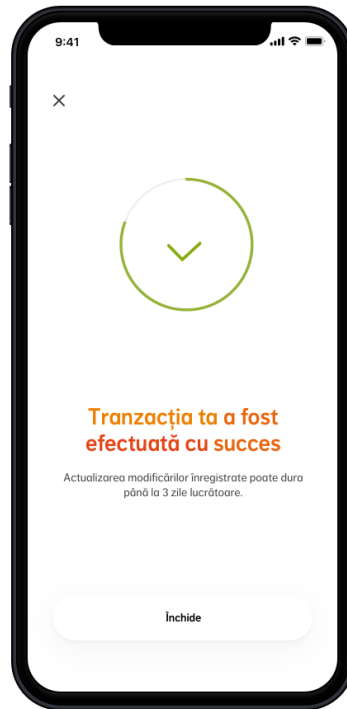 9:41
Tranzacția ta a fost
efectuată cu succes
Actualizarea modificărilor înregistrate poate dura
până la 3 zile lucrătoare.
Închide